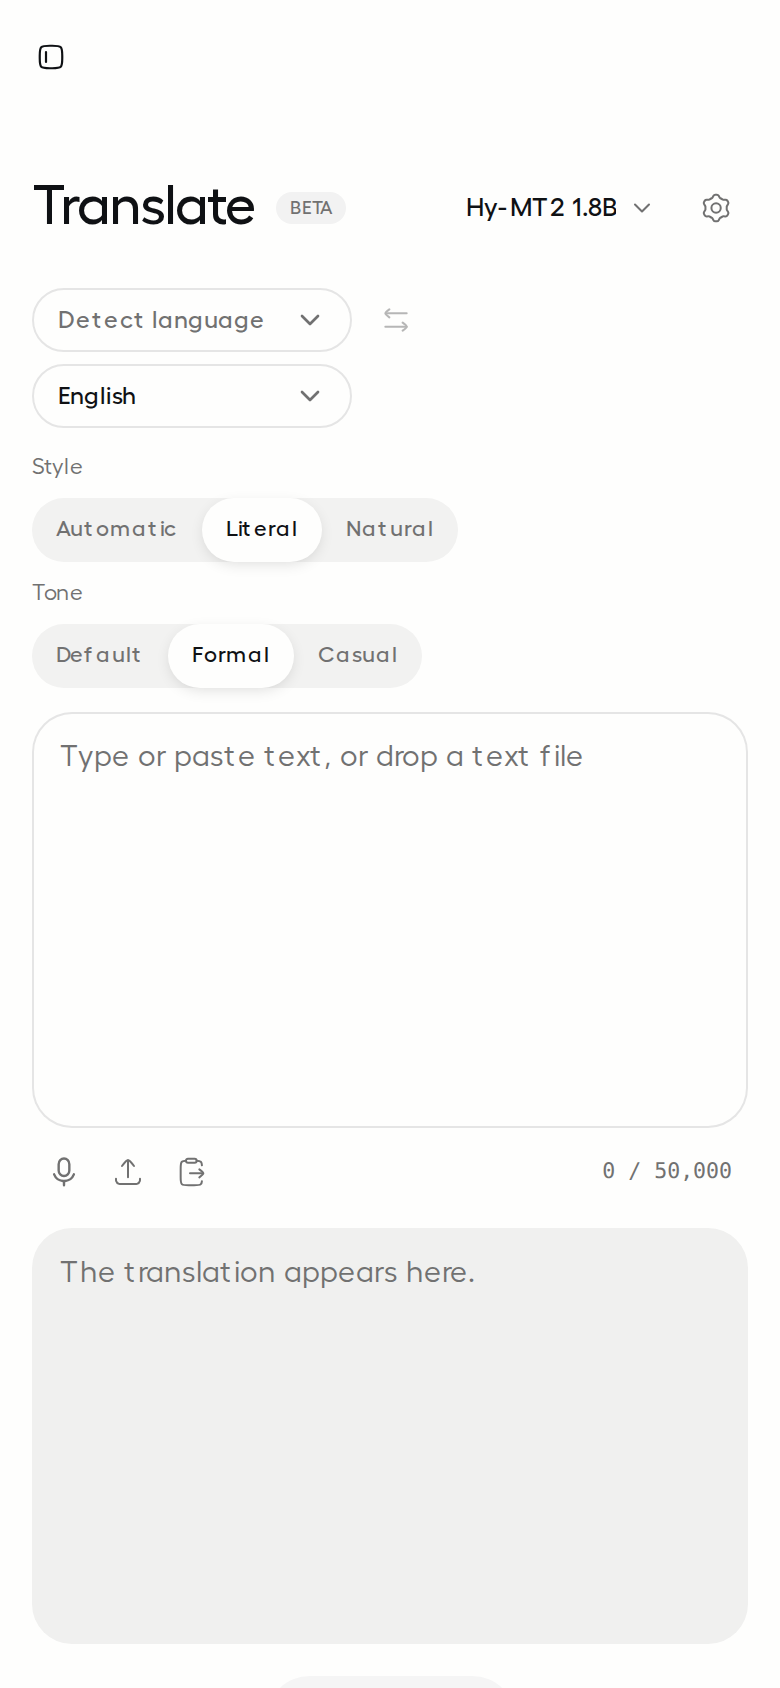 Translate BETA Hy-MT2 1.8B
Detect language
English
Style
Automatic Literal Natural
Tone
Default Formal Casual
Type or paste text, or drop a text file
0 / 50,000
The translation appears here.